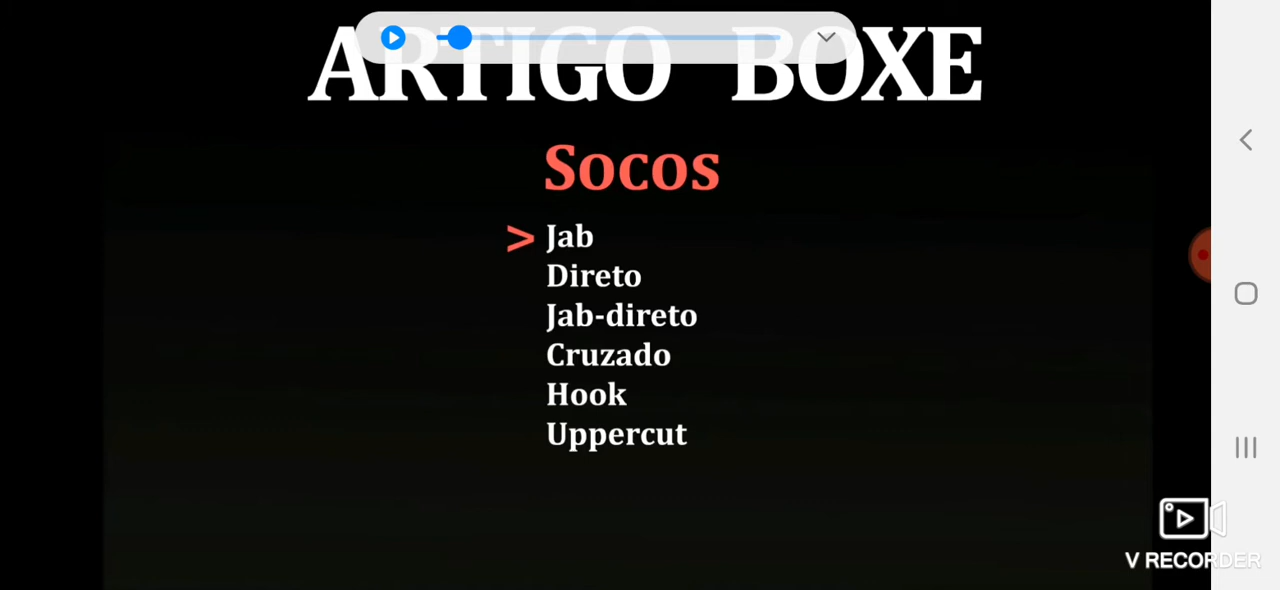 ARTIGO BOXE
Socos
> Jab
Direto
Jab-direto
Cruzado
Hook
Uppercut
V RECORDER